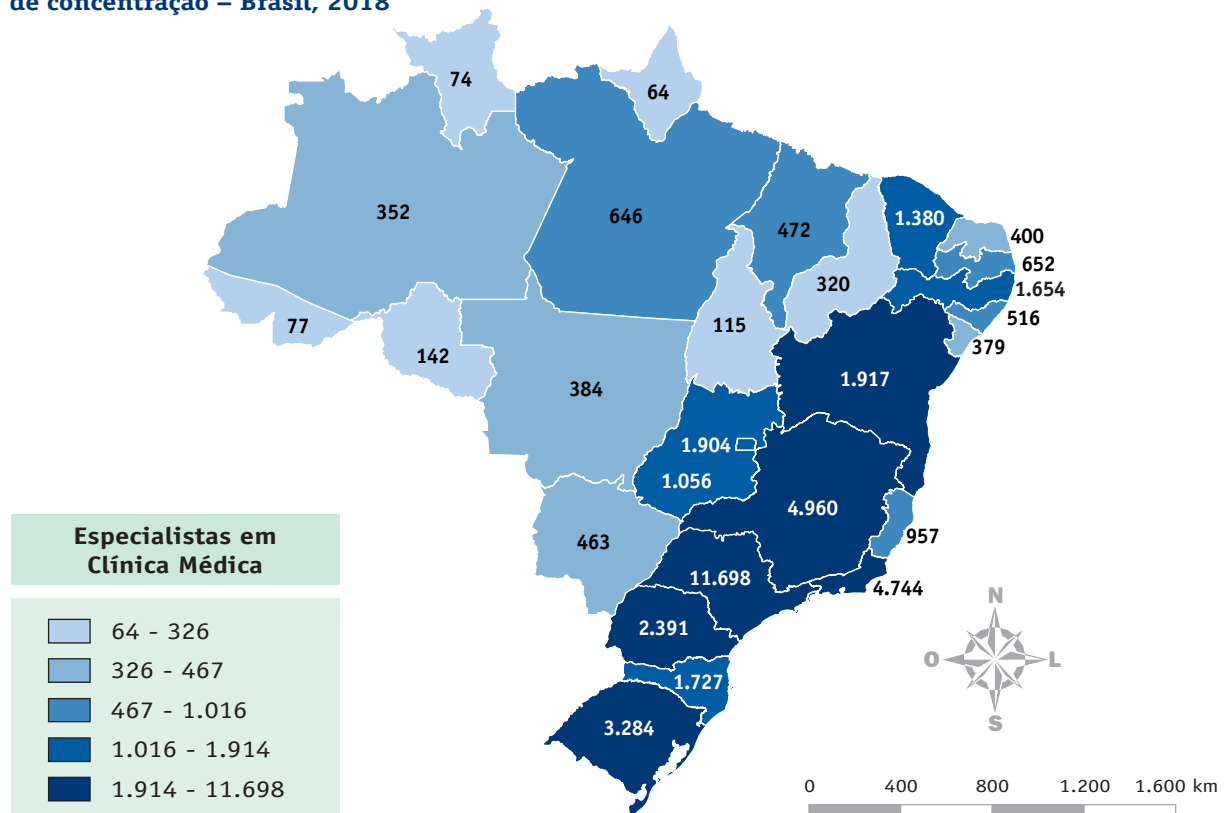 de concentração – Brasil, 2018
74
64
352
646
472
1.380
400
652
1.654
516
379
320
115
77
142
384
1.917
1.904
1.056
4.960
957
463
11.698
4.744
2.391
1.727
3.284
Especialistas em
Clínica Médica
64 - 326
326 - 467
467 - 1.016
1.016 - 1.914
1.914 - 11.698
N
O
L
S
0 400 800 1.200 1.600 km